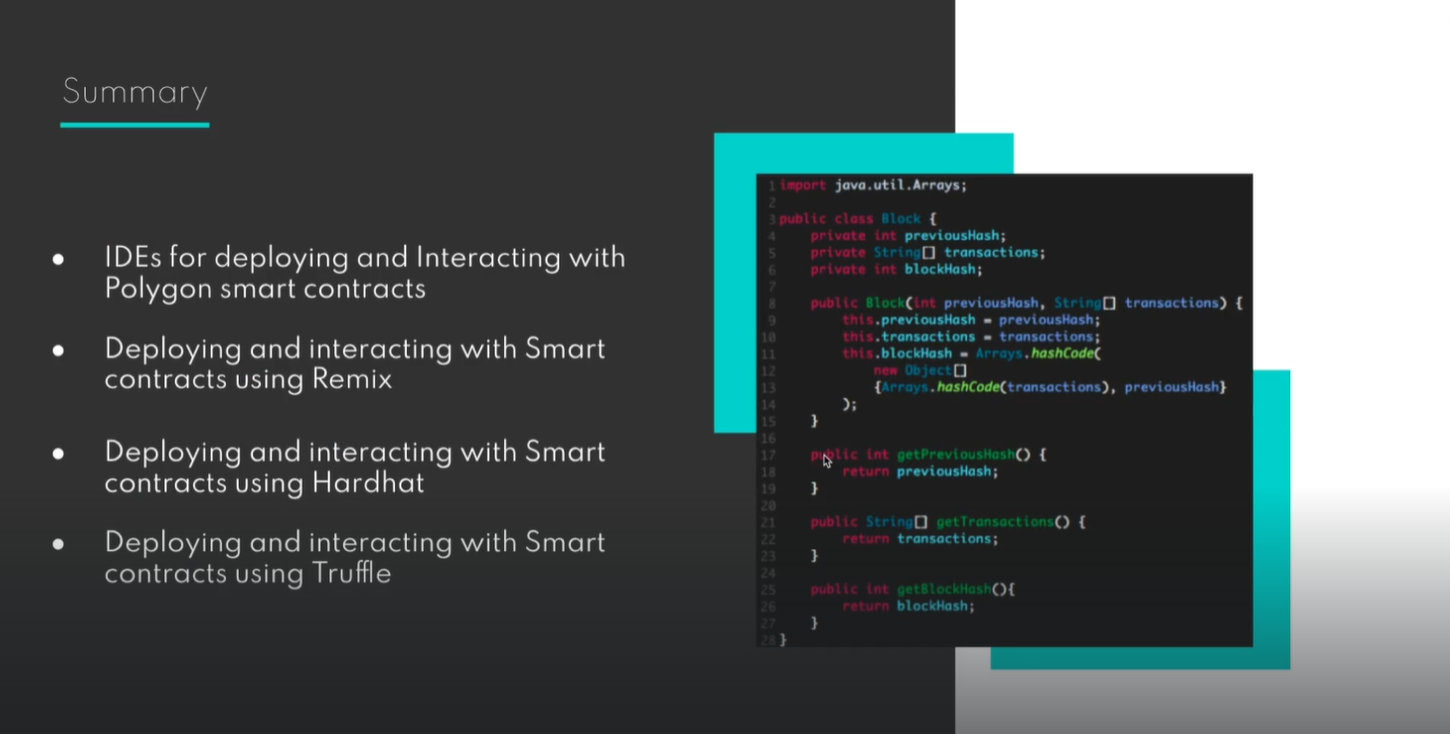 Summary
• IDEs for deploying and Interacting with
Polygon smart contracts
• Deploying and interacting with Smart
contracts using Remix
• Deploying and interacting with Smart
contracts using Hardhat
• Deploying and interacting with Smart
contracts using Truffle
1 import java.util.Arrays;
2
3 public class Block {
4     private int previousHash;
5     private String[] transactions;
6     private int blockHash;
7
8     public Block(int previousHash, String[] transactions) {
9         this.previousHash = previousHash;
10         this.transactions = transactions;
11         this.blockHash = Arrays.hashCode(
12             new Object[]
13             {Arrays.hashCode(transactions), previousHash}
14         );
15     }
16
17     public int getPreviousHash() {
18         return previousHash;
19     }
20
21     public String[] getTransactions() {
22         return transactions;
23     }
24
25     public int getBlockHash(){
26         return blockHash;
27     }
28 }